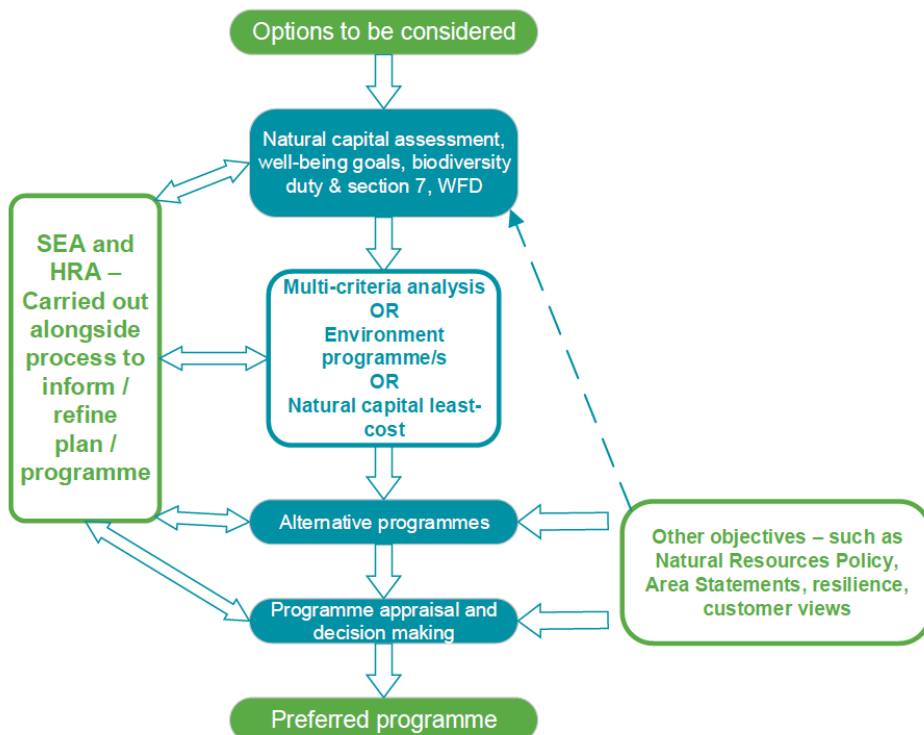 Options to be considered
Natural capital assessment,
well-being goals, biodiversity
duty & section 7, WFD
SEA and
HRA –
Carried out
alongside
process to
inform /
refine
plan /
programme
Multi-criteria analysis
OR
Environment
programme/s
OR
Natural capital least-
cost
Alternative programmes
Other objectives – such as
Natural Resources Policy,
Area Statements, resilience,
customer views
Programme appraisal and
decision making
Preferred programme